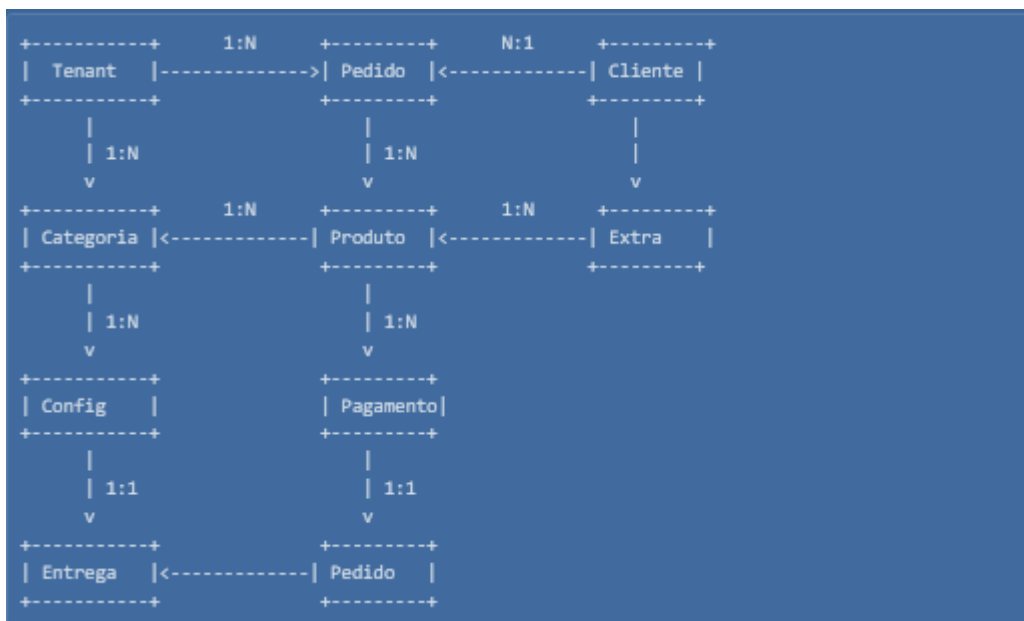 +-----------+      1:N      +---------+      N:1      +---------+
|  Tenant   |-------------->| Pedido  |<-------------| Cliente |
+-----------+               +---------+              +---------+
      |                          |                        |
      | 1:N                      | 1:N                    |
      v                          v                        v
+-----------+      1:N      +---------+      1:N      +---------+
| Categoria |<-------------| Produto  |<-------------| Extra    |
+-----------+               +---------+              +---------+
      |                          |
      | 1:N                      | 1:N
      v                          v
+-----------+               +---------+
| Config    |               | Pagamento|
+-----------+               +---------+
      |                          |
      | 1:1                      | 1:1
      v                          v
+-----------+               +---------+
| Entrega   |<-------------| Pedido   |
+-----------+               +---------+